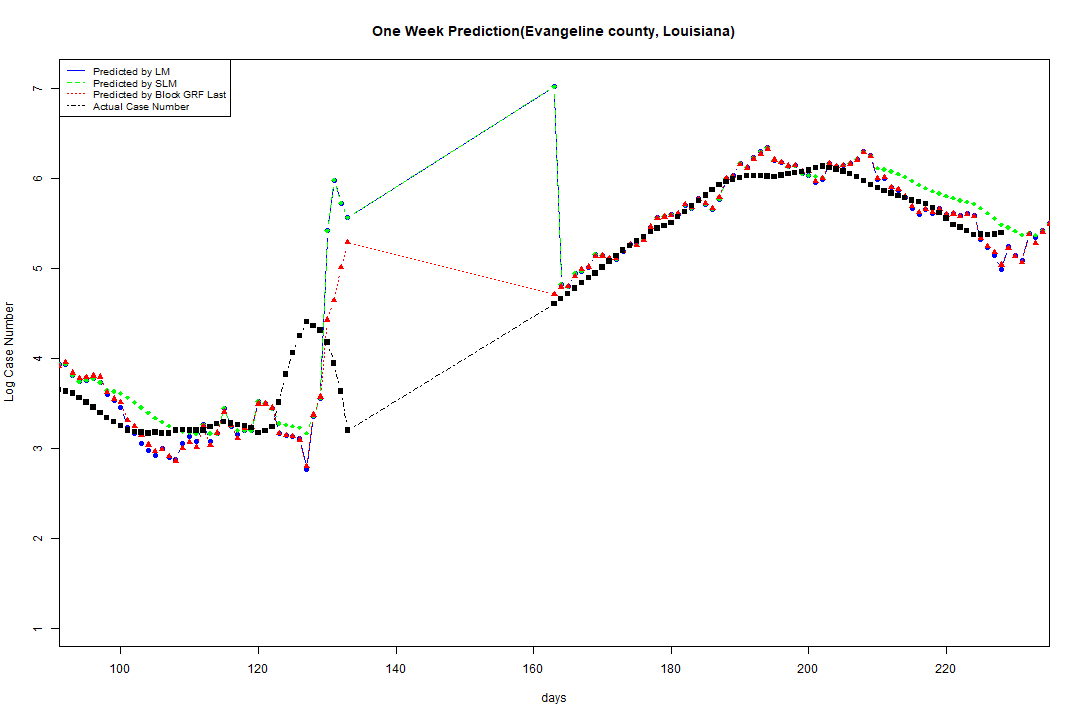 One Week Prediction(Evangeline county, Louisiana)
Predicted by LM
Predicted by SLM
Predicted by Block GRF Last
Actual Case Number
7
6
5
4
3
2
1
Log Case Number
100
120
140
160
180
200
220
days